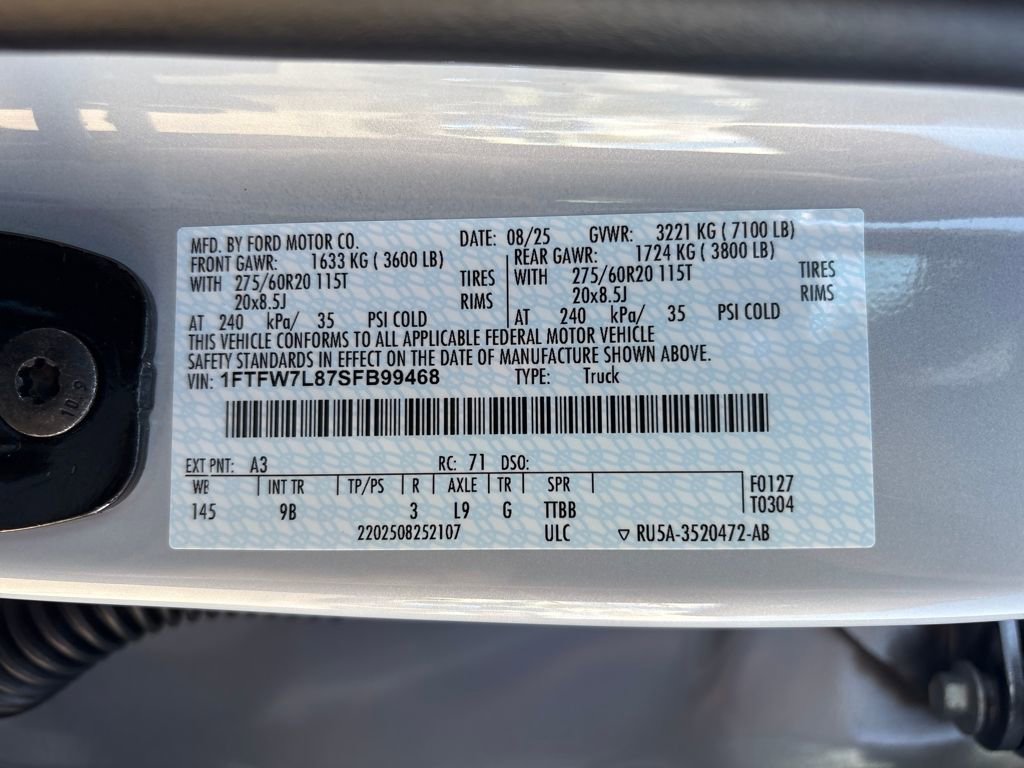 MFD. BY FORD MOTOR CO. DATE: 08/25 GVWR: 3221 KG ( 7100 LB)
FRONT GAWR: 1633 KG ( 3600 LB) REAR GAWR: 1724 KG ( 3800 LB)
WITH 275/60R20 115T TIRES WITH 275/60R20 115T TIRES
20x8.5J RIMS 20x8.5J RIMS
AT 240 kPa/ 35 PSI COLD AT 240 kPa/ 35 PSI COLD
THIS VEHICLE CONFORMS TO ALL APPLICABLE FEDERAL MOTOR VEHICLE
SAFETY STANDARDS IN EFFECT ON THE DATE OF MANUFACTURE SHOWN ABOVE.
VIN: 1FTFW7L87SFB99468 TYPE: Truck
EXT PNT: A3 RC: 71 DSO:
WB INT TR TP/PS R AXLE TR SPR F0127
145 9B 3 L9 G TTBB T0304
2202508252107 ULC ▽ RU5A-3520472-AB
10.9